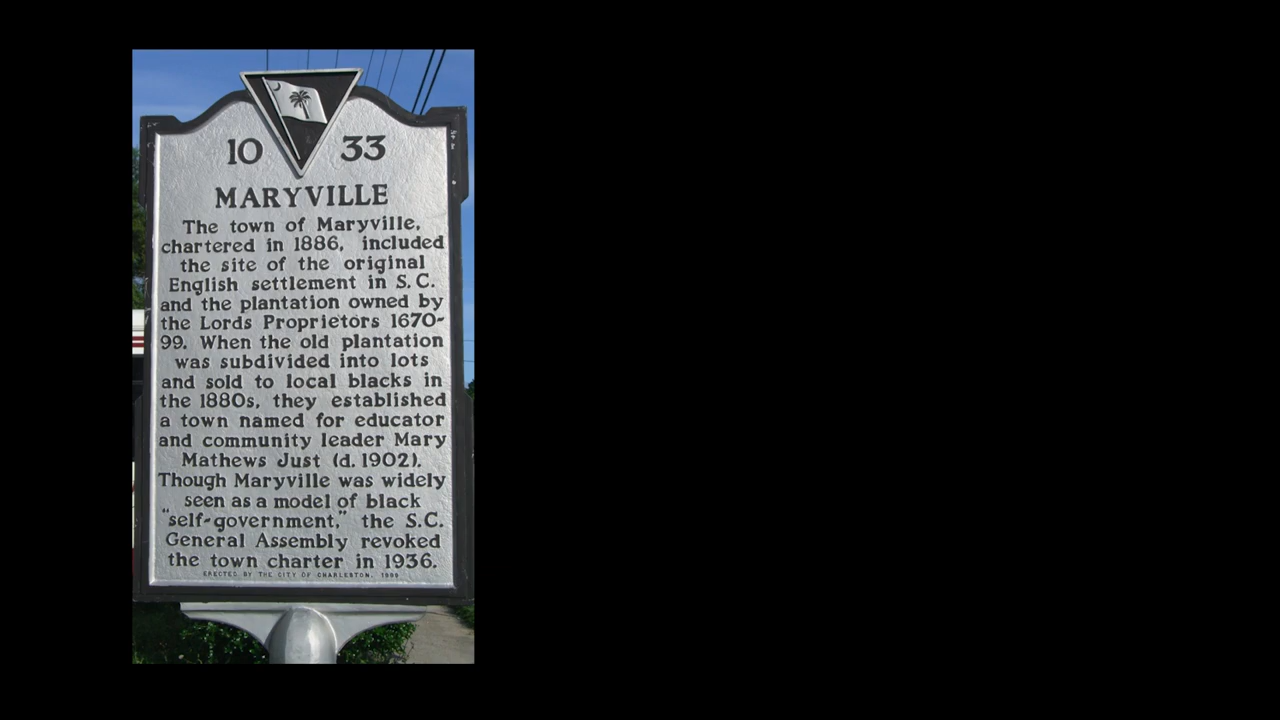 10 33
MARYVILLE
The town of Maryville,
chartered in 1886, included
the site of the original
English settlement in S.C.
and the plantation owned by
the Lords Proprietors 1670-
99. When the old plantation
was subdivided into lots
and sold to local blacks in
the 1880s, they established
a town named for educator
and community leader Mary
Mathews Just (d. 1902).
Though Maryville was widely
seen as a model of black
"self-government," the S.C.
General Assembly revoked
the town charter in 1936.
ERECTED BY THE CITY OF CHARLESTON, 1999